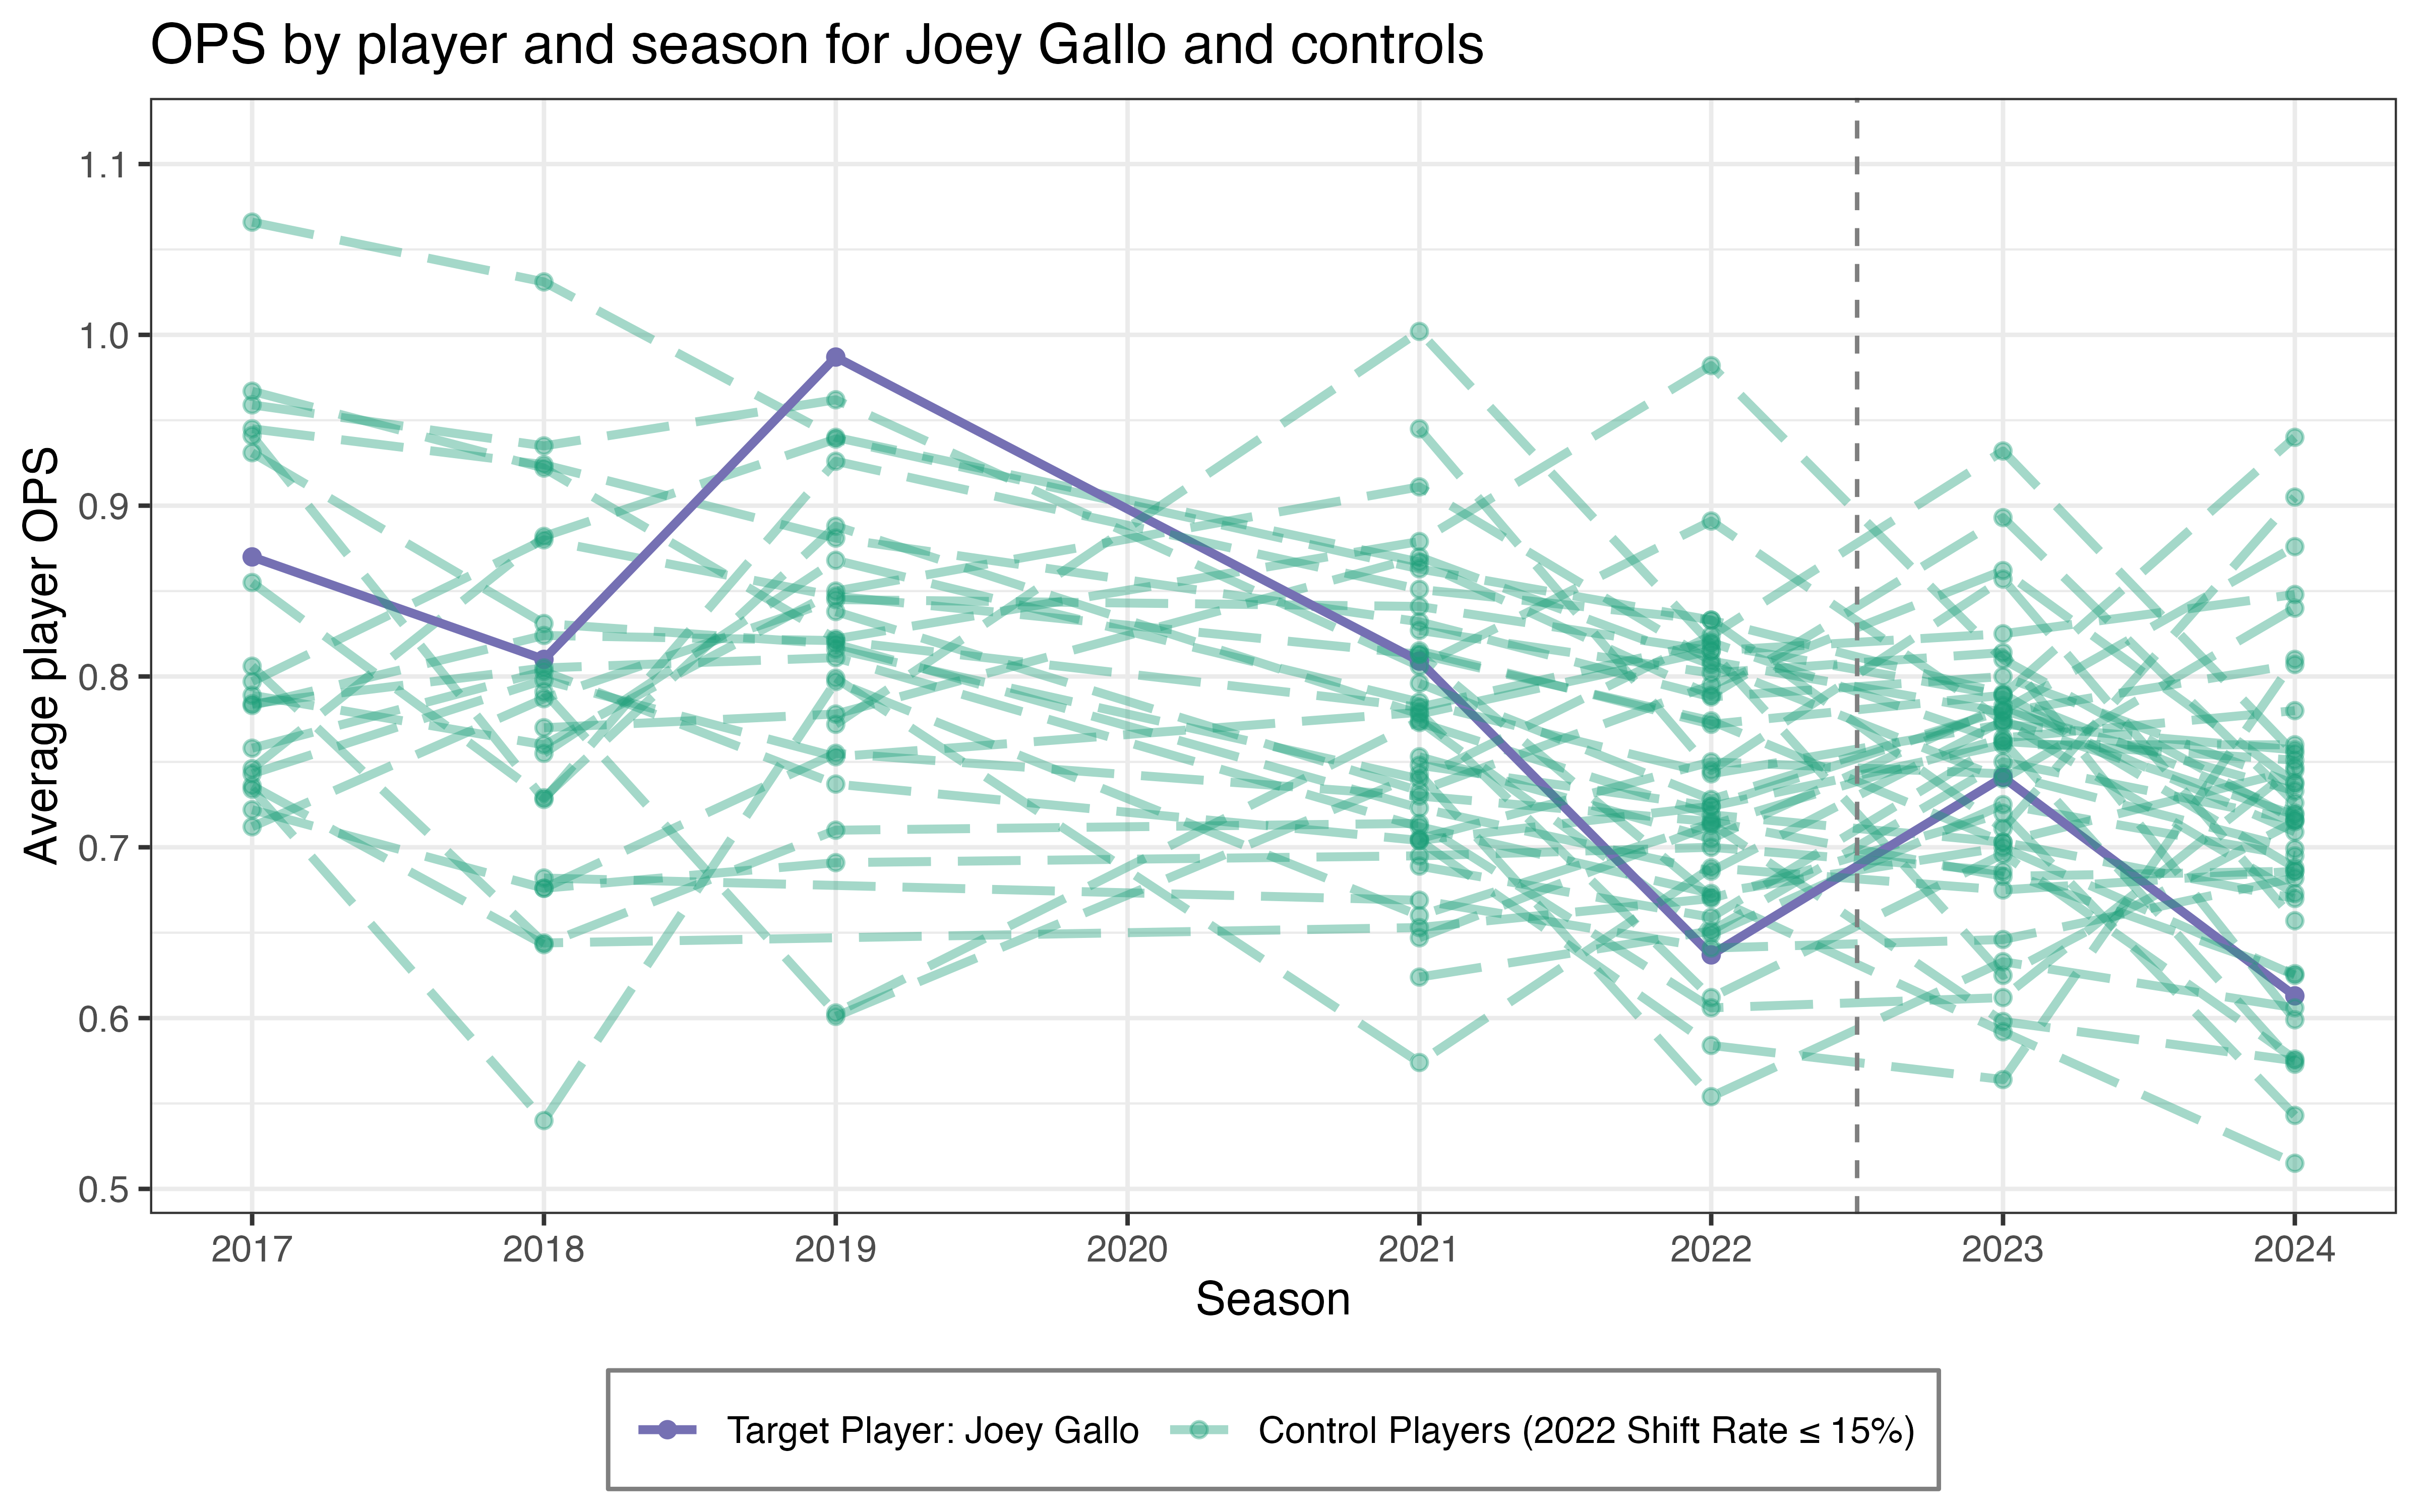 OPS by player and season for Joey Gallo and controls
Average player OPS
1.1
1.0
0.9
0.8
0.7
0.6
0.5
2017 2018 2019 2020 2021 2022 2023 2024
Season
Target Player: Joey Gallo Control Players (2022 Shift Rate ≤ 15%)